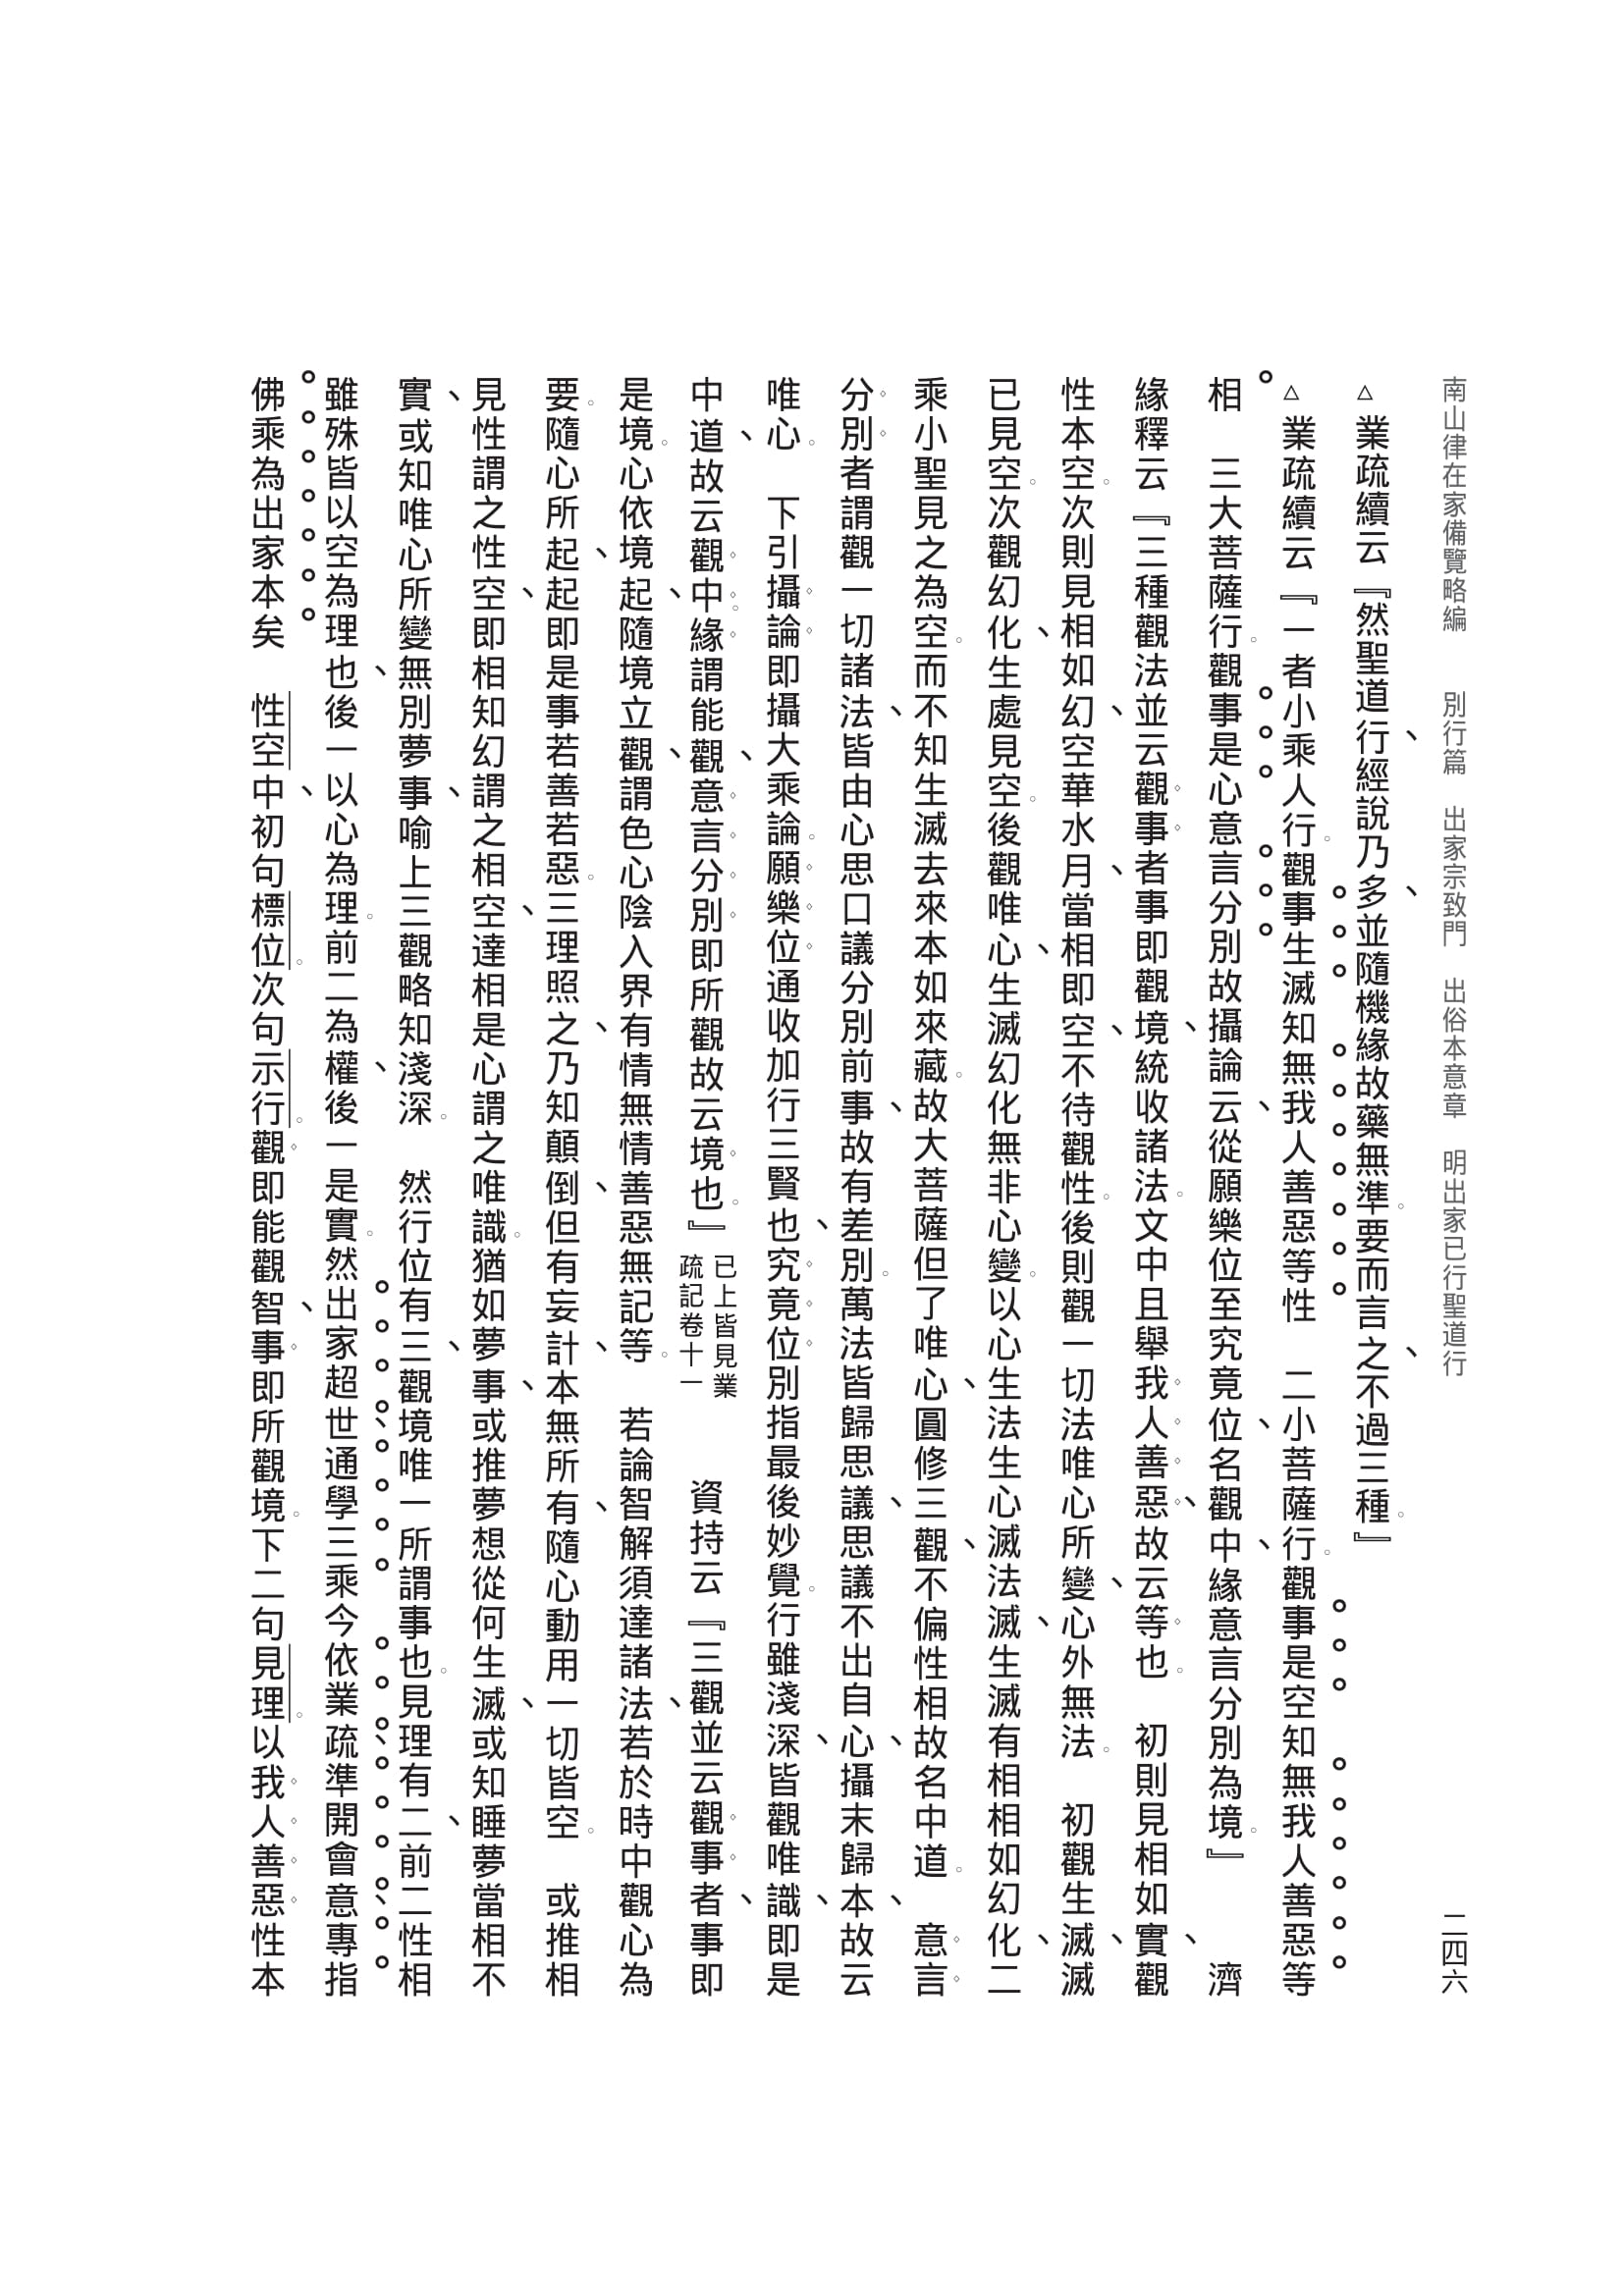 南山律在家備覽略編　　別行篇　出家宗致門　出俗本意章　明出家已行聖道行　　二四六
△業疏續云『然聖道行、經說乃多、並隨機緣故藥無準。要而言之、不過三種。』
△業疏續云『一者小乘人行。觀事生滅知無我人善惡等性　二小菩薩行。觀事是空知無我人善惡等
相　三大菩薩行。觀事是心意言分別故攝論云、從願樂位至究竟位、名觀中、緣意言分別為境。』　　濟
緣釋云『三種觀法並云觀事者事即觀境、統收諸法。文中且舉我人善惡、故云等也。　初則見相如實、觀
性本空。次則見相如幻、空華水月、當相即空、不待觀性。後則觀一切法唯心所變、心外無法。　初觀生滅、滅
已見空。次觀幻化、生處見空。後觀唯心、生滅幻化無非心變。以心生法生心滅法滅、生滅有相相如幻化、二
乘小聖見之為空。而不知生滅去來本如來藏。故大菩薩但了唯心、圓修三觀、不偏性相故名中道。　意言
分別者謂觀一切諸法、皆由心思口議分別前事、故有差別。萬法皆歸思議、思議不出自心、攝末歸本、故云
唯心。　下引攝論即攝大乘論。願樂位通收加行三賢也、究竟位別指最後妙覺。行雖淺深、皆觀唯識、即是
中道、故云觀中。緣謂能觀、意言分別即所觀故云境也。』已上皆見業疏記卷十一　　資持云『三觀並云觀事者、事即
是境。心依境起、隨境立觀、謂色心陰入界有情無情善惡無記等。　若論智解須達諸法、若於時中觀心為
要。隨心所起、起即是事若善若惡。三理照之、乃知顛倒、但有妄計、本無所有、隨心動用一切皆空。　或推相
見性謂之性空、即相知幻謂之相空、達相是心謂之唯識。猶如夢事、或推夢想從何生滅、或知睡夢當相不
實、或知唯心所變無別夢事、喻上三觀略知淺深。　然行位有三、觀境唯一所謂事也。見理有二、前二性相
雖殊皆以空為理也、後一以心為理。前二為權、後一是實。然出家超世通學三乘今依業疏準開會意專指
佛乘為出家本矣　性空中、初句標位。次句示行。觀即能觀智、事即所觀境。下二句見理。以我人善惡性本